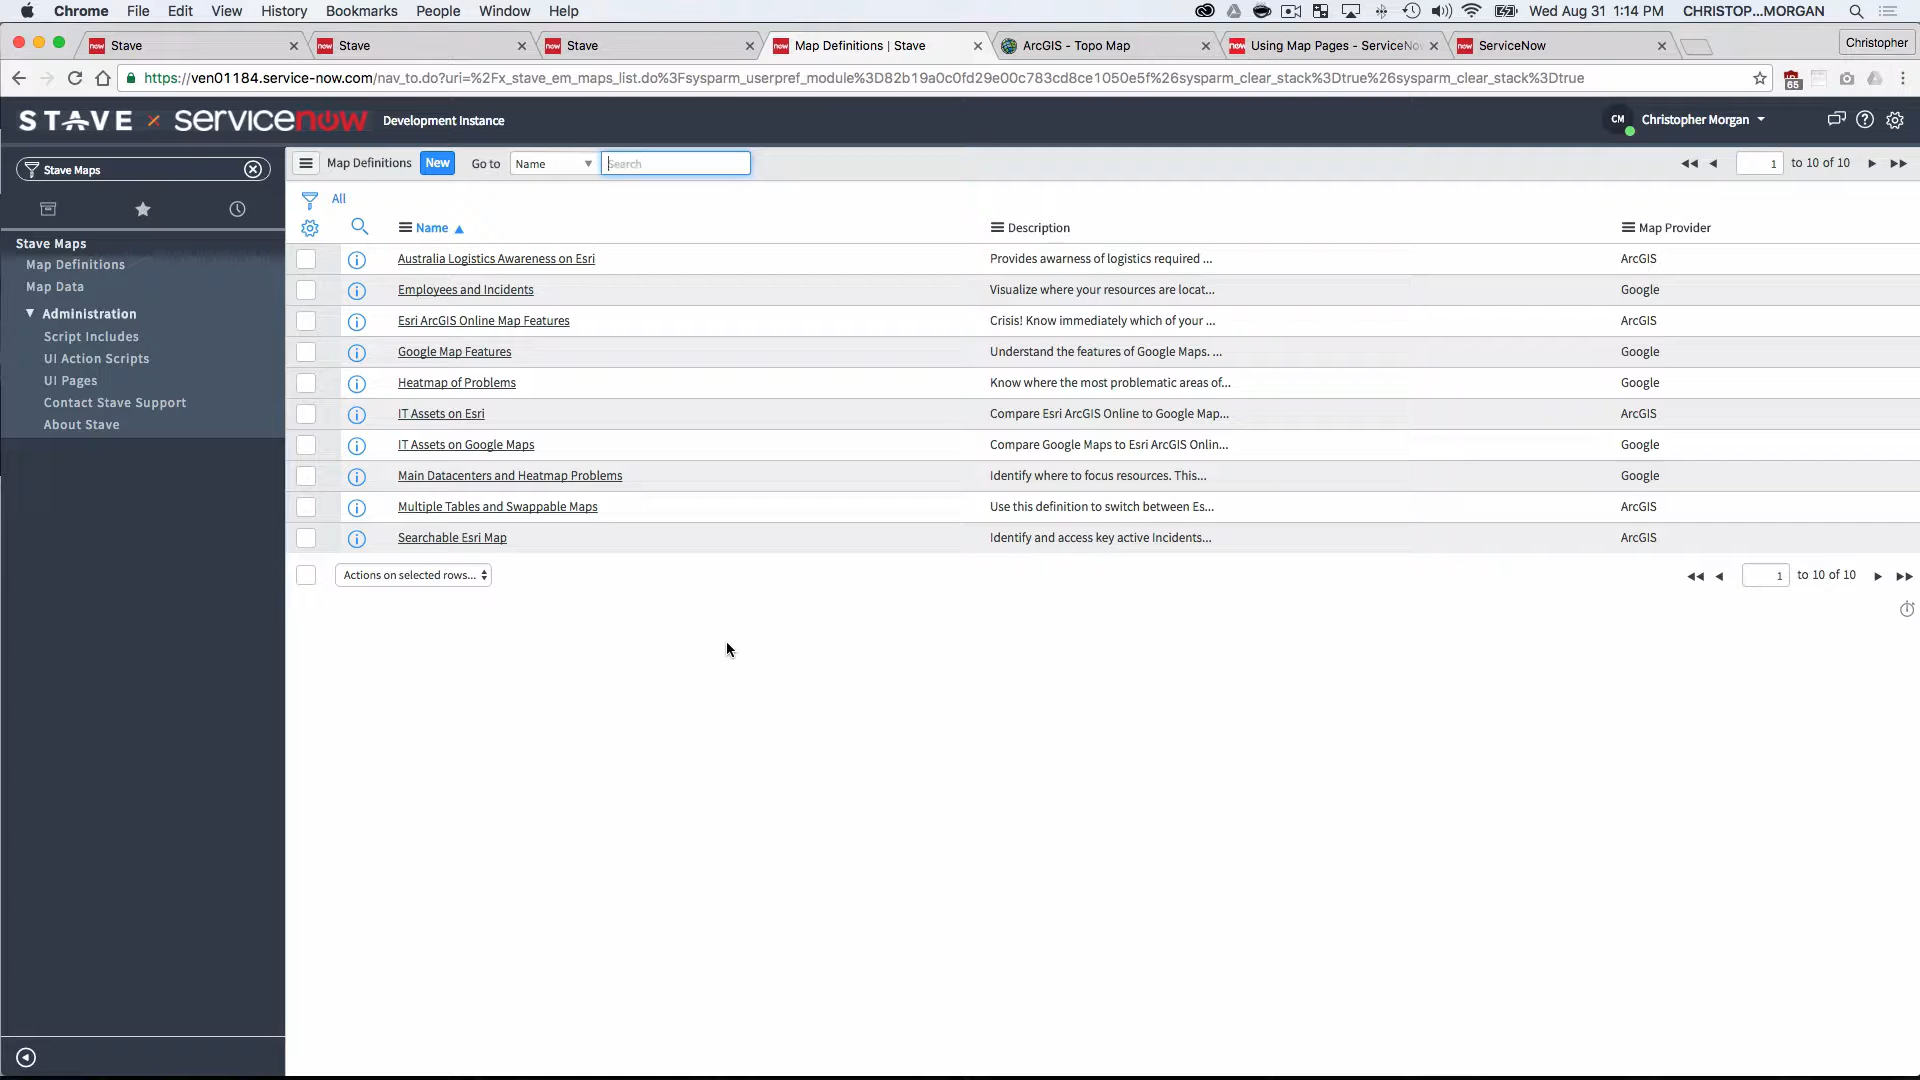 Chrome File Edit View History Bookmarks People Window Help Wed Aug 31 1:14 PM CHRISTOP...MORGAN
Stave Stave Stave Map Definitions | Stave ArcGIS - Topo Map Using Map Pages - ServiceNo ServiceNow Christopher
https://ven01184.service-now.com/nav_to.do?uri=%2Fx_stave_em_maps_list.do%3Fsysparm_userpref_module%3D82b19a0c0fd29e00c783cd8ce1050e5f%26sysparm_clear_stack%3Dtrue%26sysparm_clear_stack%3Dtrue 65
STAVE × servicenow Development Instance CM Christopher Morgan
Stave Maps
Map Definitions New Go to Name Search 1 to 10 of 10
All
Name Description Map Provider
Stave Maps
Map Definitions
Map Data
Administration
Script Includes
UI Action Scripts
UI Pages
Contact Stave Support
About Stave
Australia Logistics Awareness on Esri Provides awarness of logistics required ... ArcGIS
Employees and Incidents Visualize where your resources are locat... Google
Esri ArcGIS Online Map Features Crisis! Know immediately which of your ... ArcGIS
Google Map Features Understand the features of Google Maps. ... Google
Heatmap of Problems Know where the most problematic areas of... Google
IT Assets on Esri Compare Esri ArcGIS Online to Google Map... ArcGIS
IT Assets on Google Maps Compare Google Maps to Esri ArcGIS Onlin... Google
Main Datacenters and Heatmap Problems Identify where to focus resources. This... Google
Multiple Tables and Swappable Maps Use this definition to switch between Es... ArcGIS
Searchable Esri Map Identify and access key active Incidents... ArcGIS
Actions on selected rows... 1 to 10 of 10